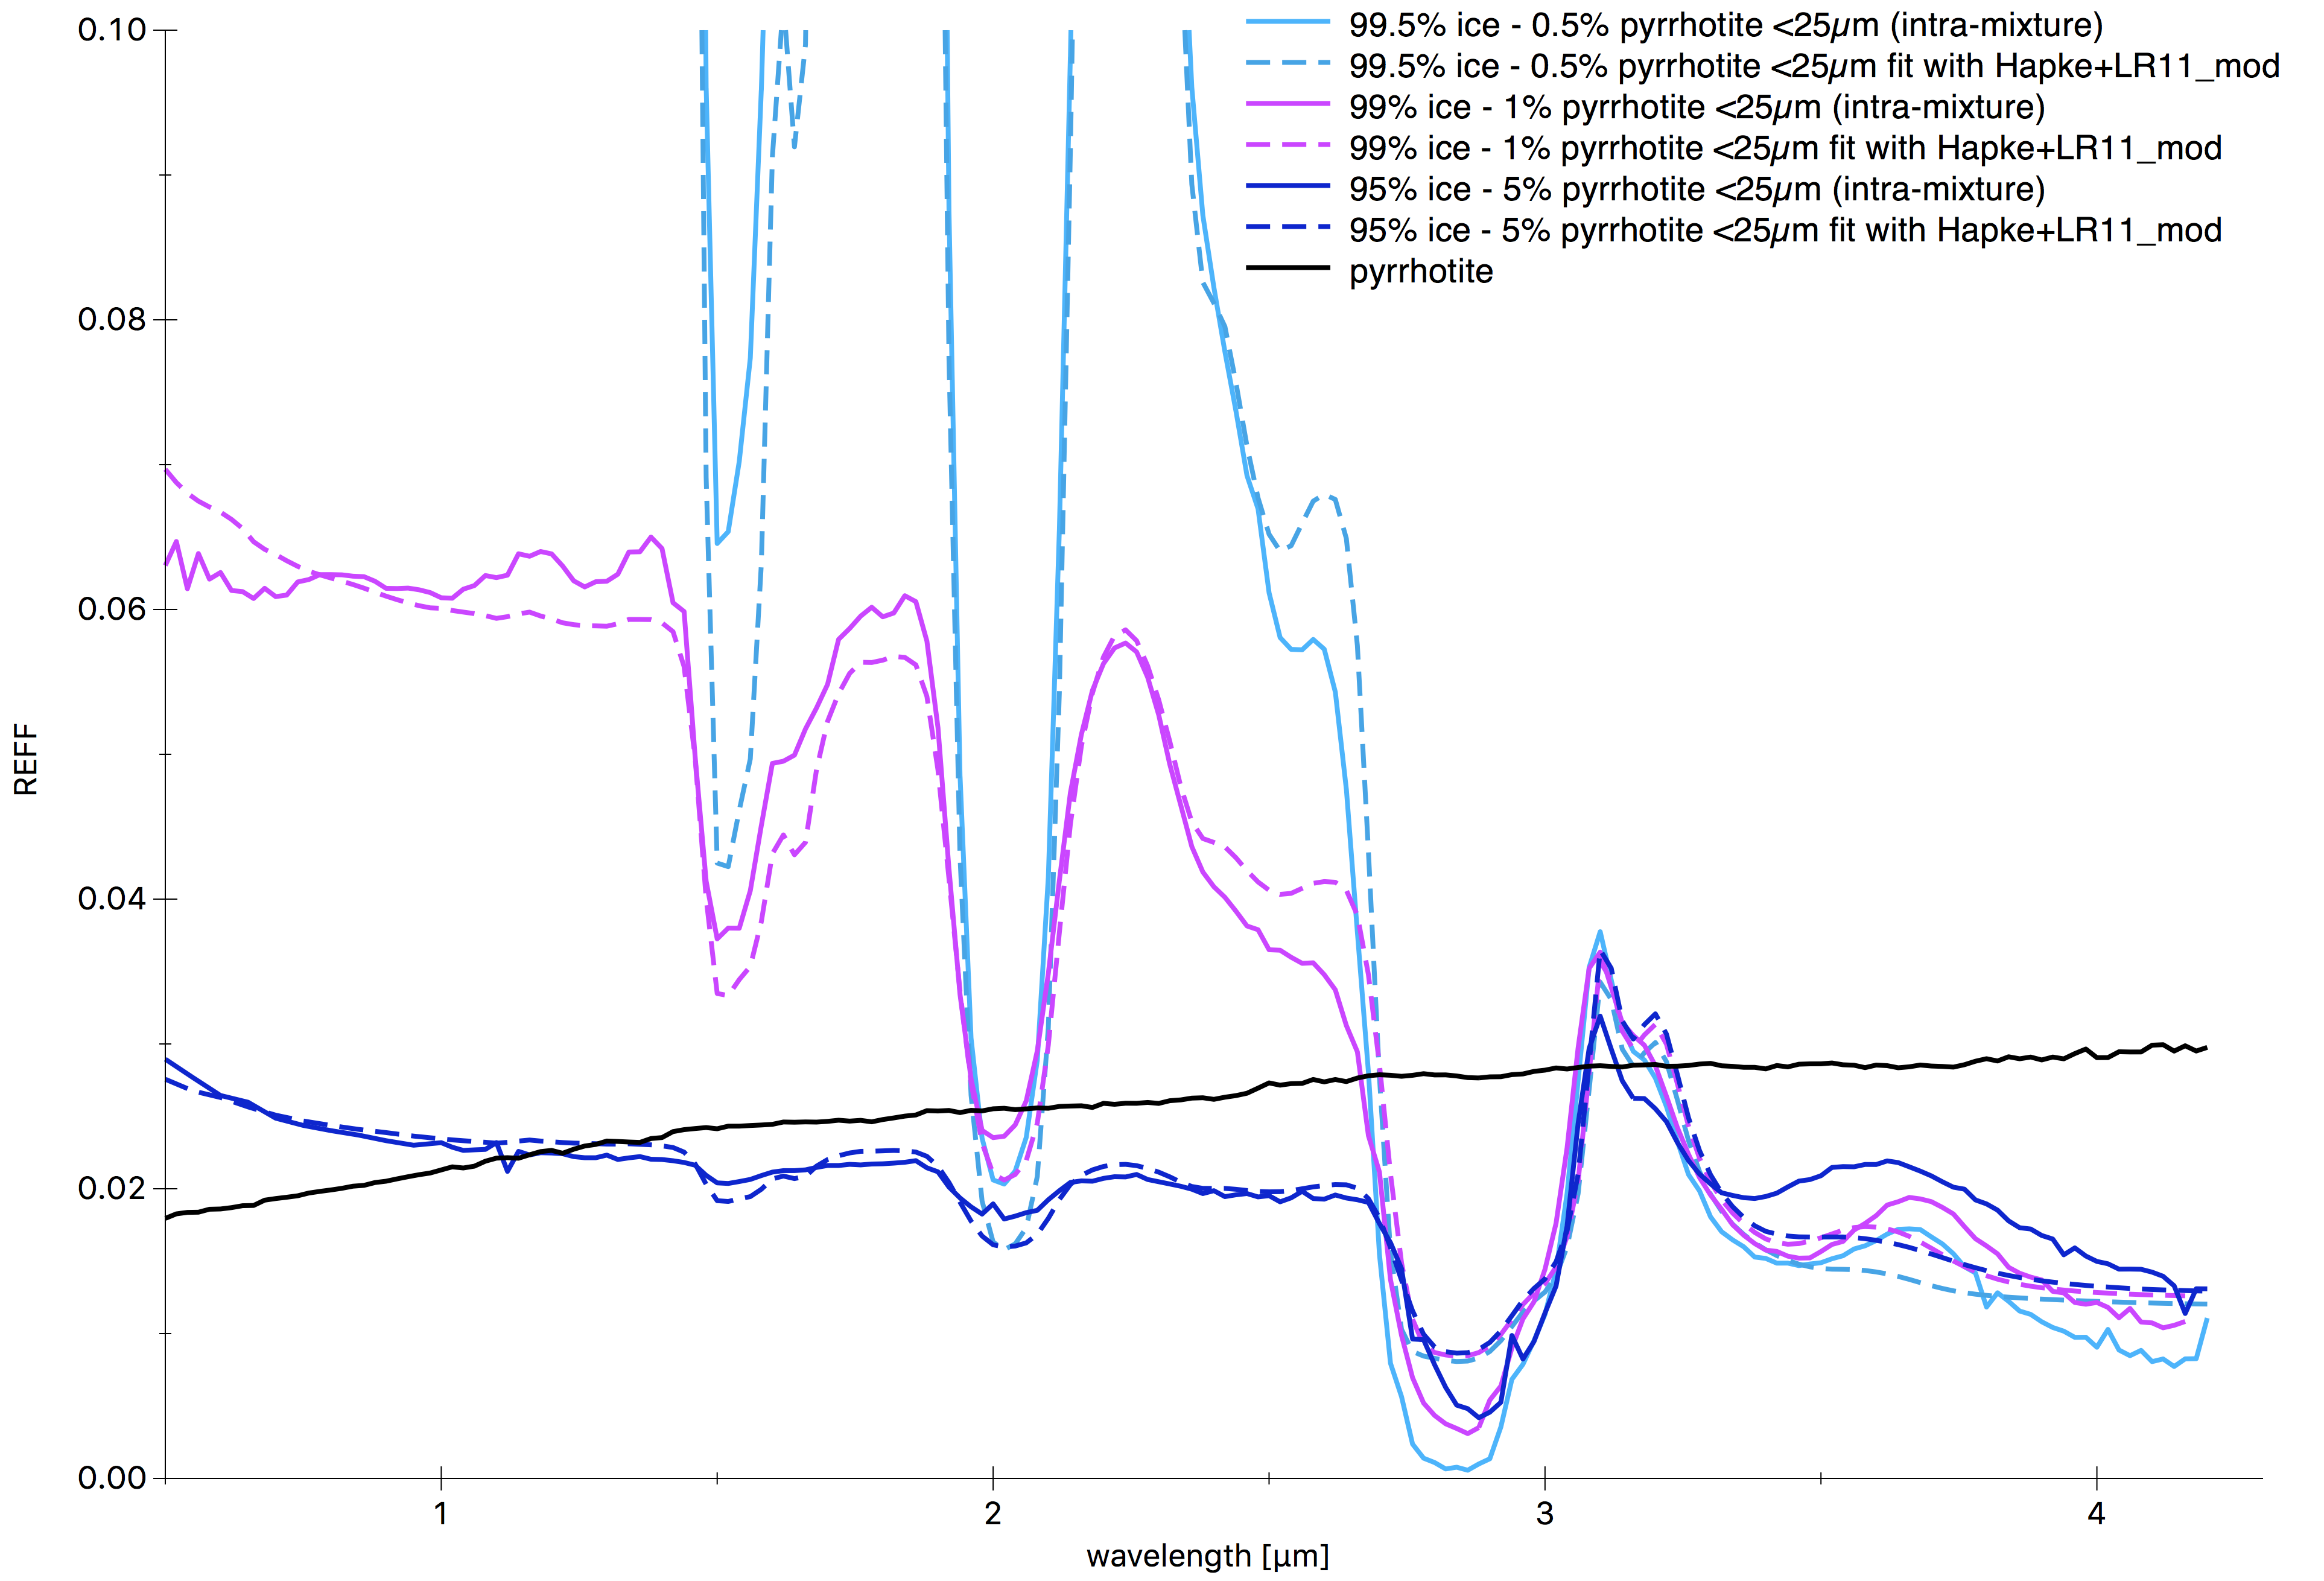 99.5% ice - 0.5% pyrrhotite <25µm (intra-mixture)
99.5% ice - 0.5% pyrrhotite <25µm fit with Hapke+LR11_mod
99% ice - 1% pyrrhotite <25µm (intra-mixture)
99% ice - 1% pyrrhotite <25µm fit with Hapke+LR11_mod
95% ice - 5% pyrrhotite <25µm (intra-mixture)
95% ice - 5% pyrrhotite <25µm fit with Hapke+LR11_mod
pyrrhotite
0.10
0.08
0.06
0.04
0.02
0.00
REFF
1 2 3 4
wavelength [µm]